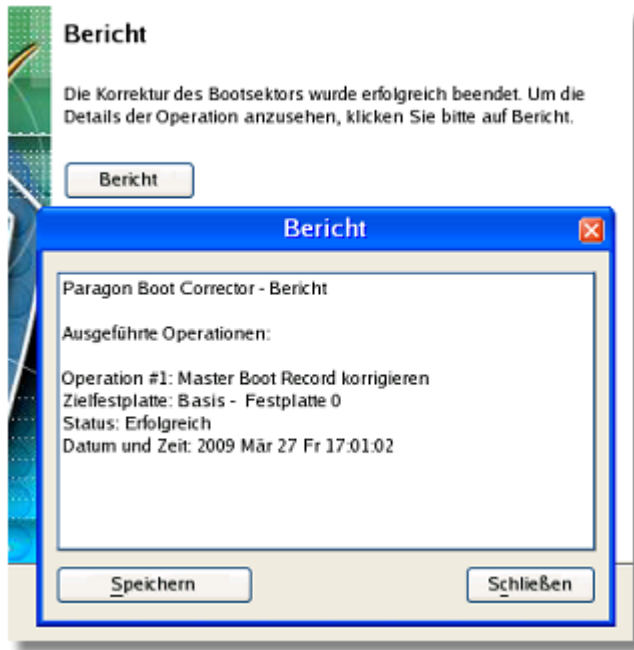 Bericht
Die Korrektur des Bootsektors wurde erfolgreich beendet. Um die
Details der Operation anzusehen, klicken Sie bitte auf Bericht.
Bericht
Bericht
Paragon Boot Corrector - Bericht
Ausgeführte Operationen:
Operation #1: Master Boot Record korrigieren
Zielfestplatte: Basis - Festplatte 0
Status: Erfolgreich
Datum und Zeit: 2009 Mär 27 Fr 17:01:02
Speichern
Schließen